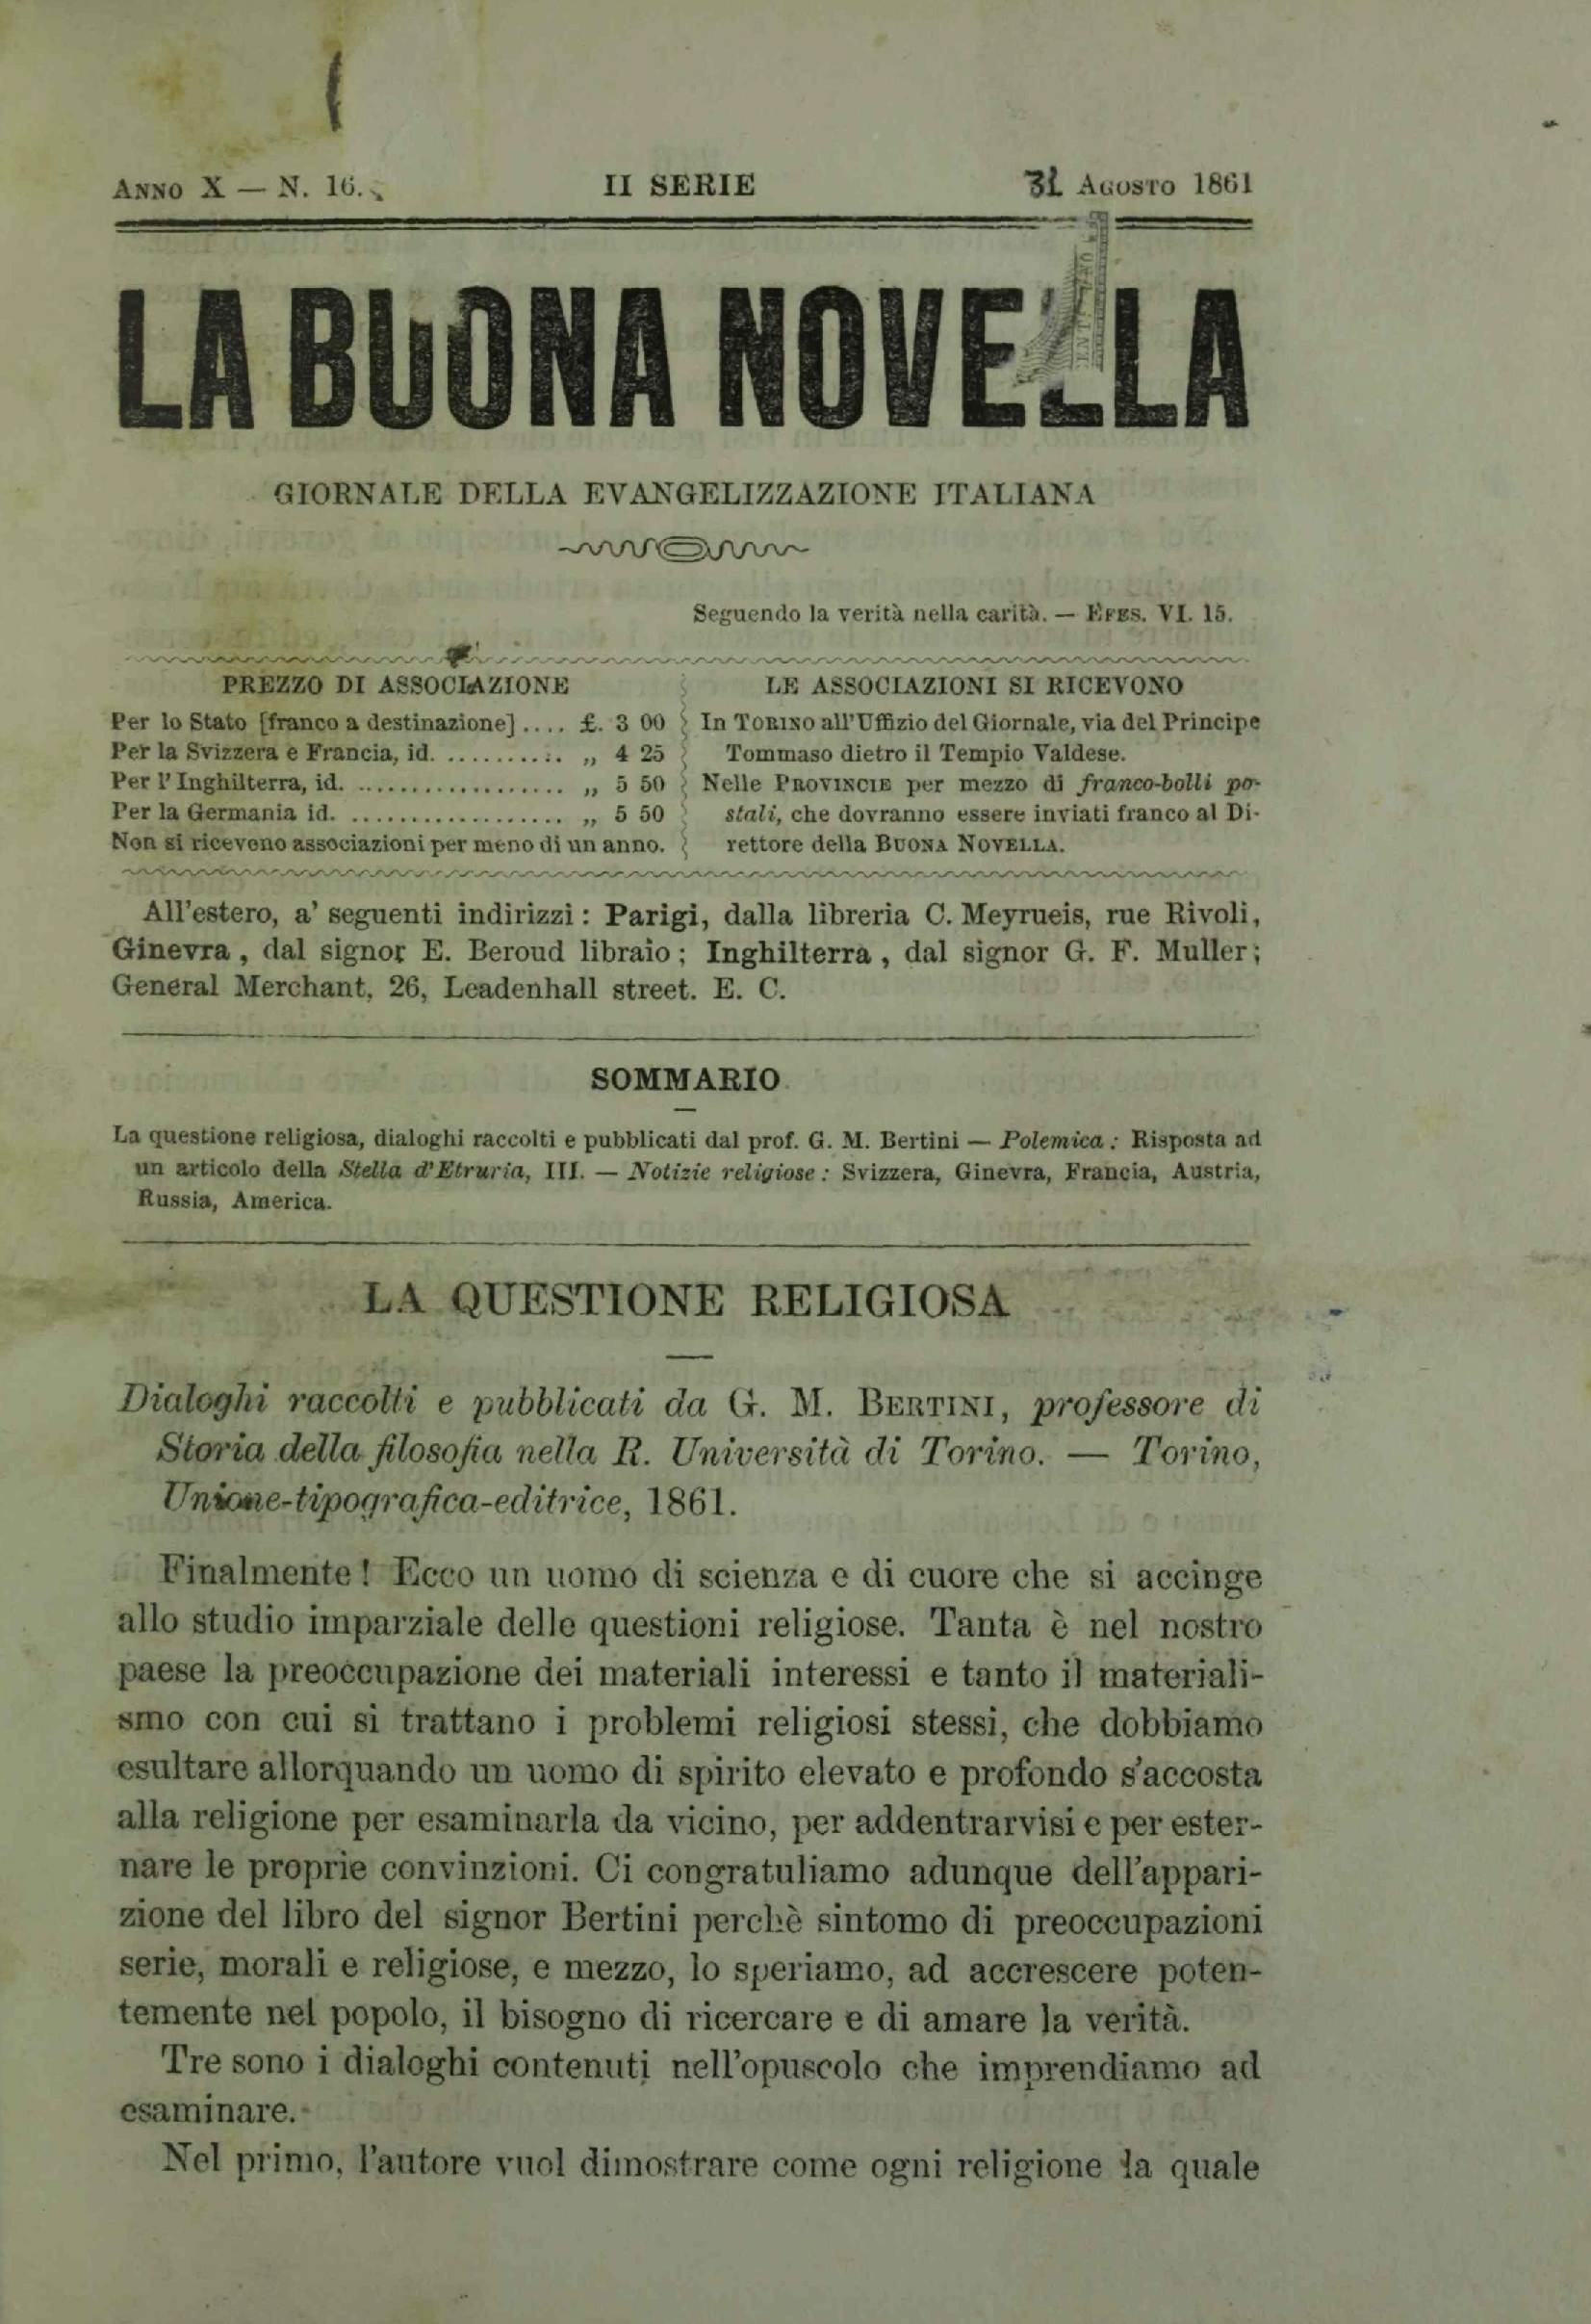 ANNO X — N. 16.
II SERIE
31 AGOSTO 1861
LA BUONA NOVELLA
GIORNALE DELLA EVANGELIZZAZIONE ITALIANA
Seguendo la verità nella carità. — EFES. VI. 15.
PREZZO DI ASSOCIAZIONE
Per lo Stato [franco a destinazione] .... £. 3 00
Per la Svizzera e Francia, id. ........... „ 4 25
Per l'Inghilterra, id. .................. „ 5 50
Per la Germania id. .................. „ 5 50
Non si ricevono associazioni per meno di un anno.
LE ASSOCIAZIONI SI RICEVONO
In TORINO all'Uffizio del Giornale, via del Principe
Tommaso dietro il Tempio Valdese.
Nelle PROVINCIE per mezzo di franco-bolli po-
stali, che dovranno essere inviati franco al Di-
rettore della BUONA NOVELLA.
All'estero, a' seguenti indirizzi: Parigi, dalla libreria C. Meyrueis, rue Rivoli,
Ginevra, dal signor E. Beroud libraio; Inghilterra, dal signor G. F. Muller;
General Merchant, 26, Leadenhall street. E. C.
SOMMARIO
La questione religiosa, dialoghi raccolti e pubblicati dal prof. G. M. Bertini — Polemica: Risposta ad
un articolo della Stella d'Etruria, III. — Notizie religiose: Svizzera, Ginevra, Francia, Austria,
Russia, America.
LA QUESTIONE RELIGIOSA
Dialoghi raccolti e pubblicati da G. M. BERTINI, professore di
Storia della filosofia nella R. Università di Torino. — Torino,
Unione-tipografica-editrice, 1861.
Finalmente! Ecco un uomo di scienza e di cuore che si accinge
allo studio imparziale delle questioni religiose. Tanta è nel nostro
paese la preoccupazione dei materiali interessi e tanto il materiali-
smo con cui si trattano i problemi religiosi stessi, che dobbiamo
esultare allorquando un uomo di spirito elevato e profondo s'accosta
alla religione per esaminarla da vicino, per addentrarvisi e per ester-
nare le proprie convinzioni. Ci congratuliamo adunque dell'appari-
zione del libro del signor Bertini perchè sintomo di preoccupazioni
serie, morali e religiose, e mezzo, lo speriamo, ad accrescere poten-
temente nel popolo, il bisogno di ricercare e di amare la verità.
Tre sono i dialoghi contenuti nell'opuscolo che imprendiamo ad
esaminare.
Nel primo, l'autore vuol dimostrare come ogni religione la quale